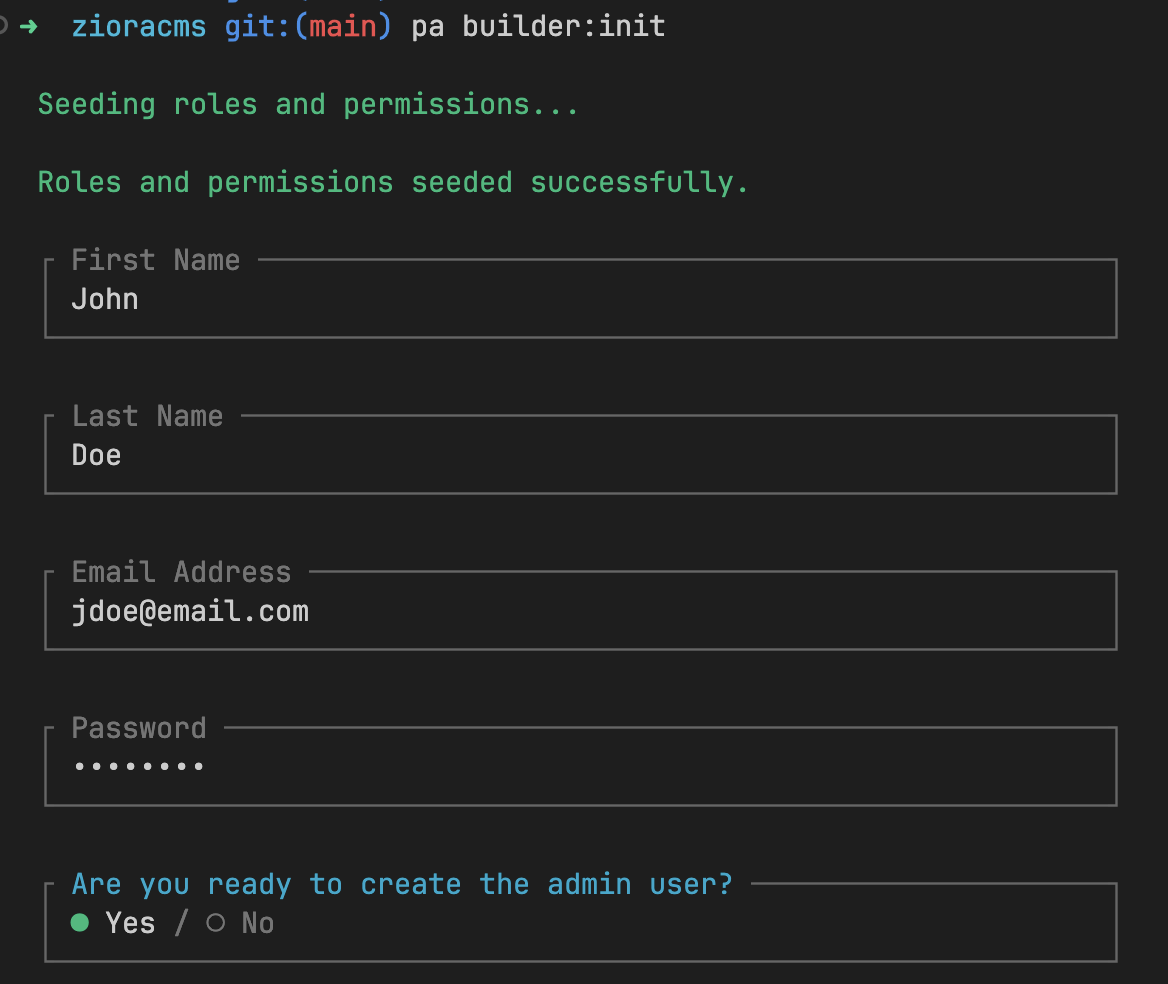 ➜ zioracms git:(main) pa builder:init
Seeding roles and permissions...
Roles and permissions seeded successfully.
First Name
John
Last Name
Doe
Email Address
jdoe@email.com
Password
••••••••
Are you ready to create the admin user?
● Yes / ○ No